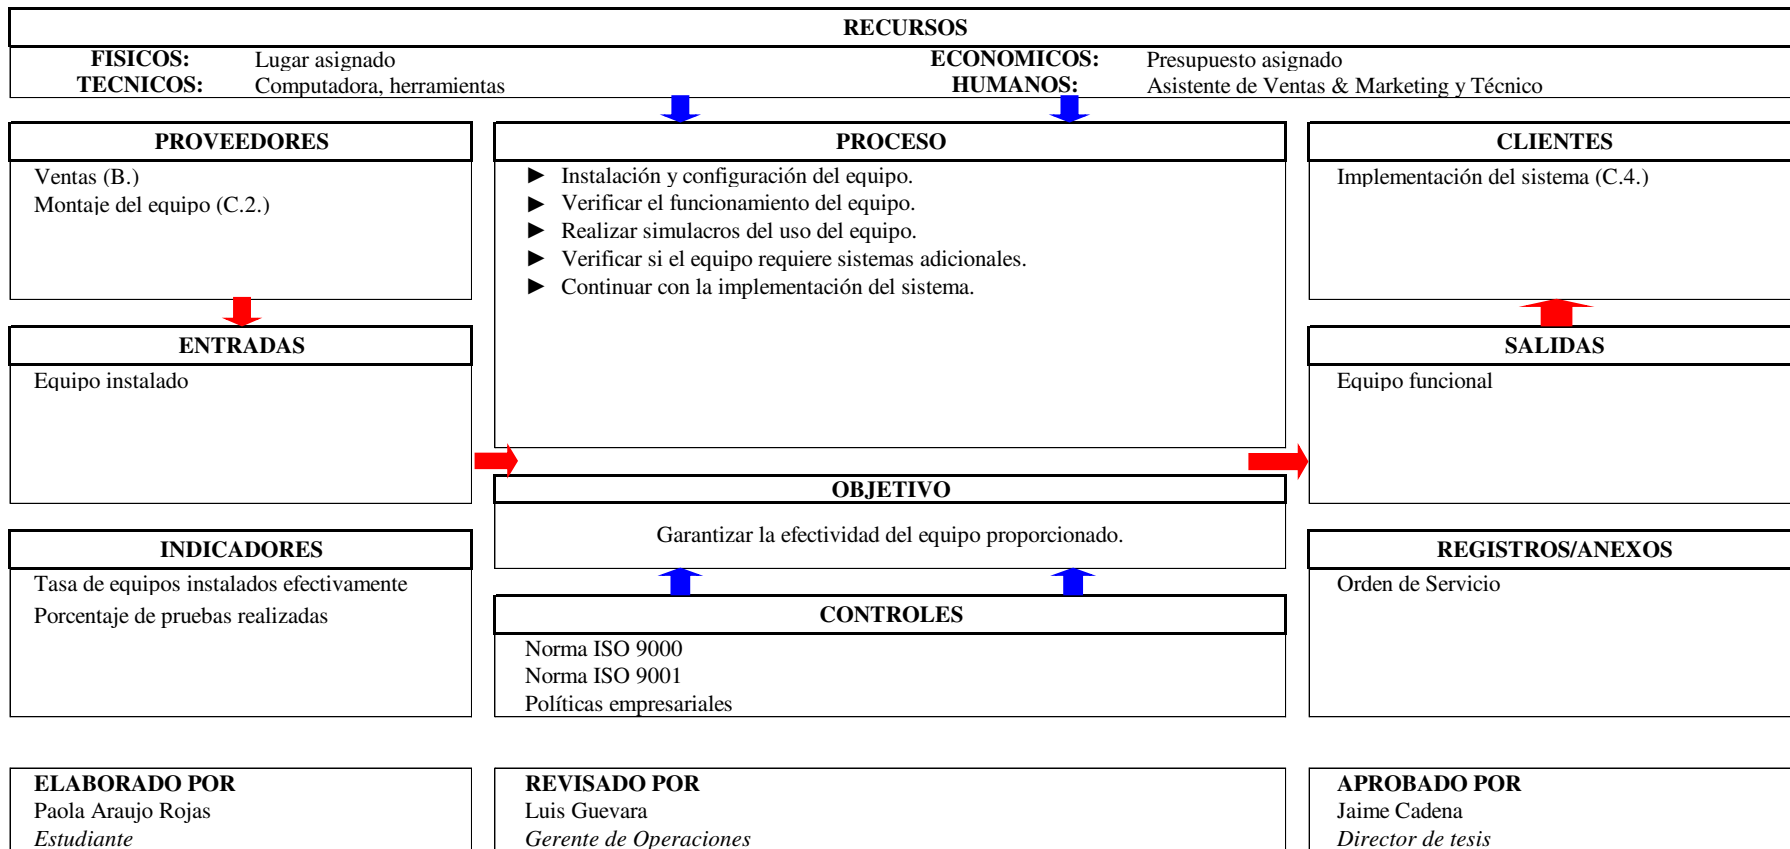 RECURSOS
FISICOS: Lugar asignado ECONOMICOS: Presupuesto asignado
TECNICOS: Computadora, herramientas HUMANOS: Asistente de Ventas & Marketing y Técnico
PROVEEDORES
Ventas (B.)
Montaje del equipo (C.2.)
PROCESO
► Instalación y configuración del equipo.
► Verificar el funcionamiento del equipo.
► Realizar simulacros del uso del equipo.
► Verificar si el equipo requiere sistemas adicionales.
► Continuar con la implementación del sistema.
CLIENTES
Implementación del sistema (C.4.)
ENTRADAS
Equipo instalado
SALIDAS
Equipo funcional
OBJETIVO
Garantizar la efectividad del equipo proporcionado.
INDICADORES
Tasa de equipos instalados efectivamente
Porcentaje de pruebas realizadas
CONTROLES
Norma ISO 9000
Norma ISO 9001
Políticas empresariales
REGISTROS/ANEXOS
Orden de Servicio
ELABORADO POR
Paola Araujo Rojas
Estudiante
REVISADO POR
Luis Guevara
Gerente de Operaciones
APROBADO POR
Jaime Cadena
Director de tesis